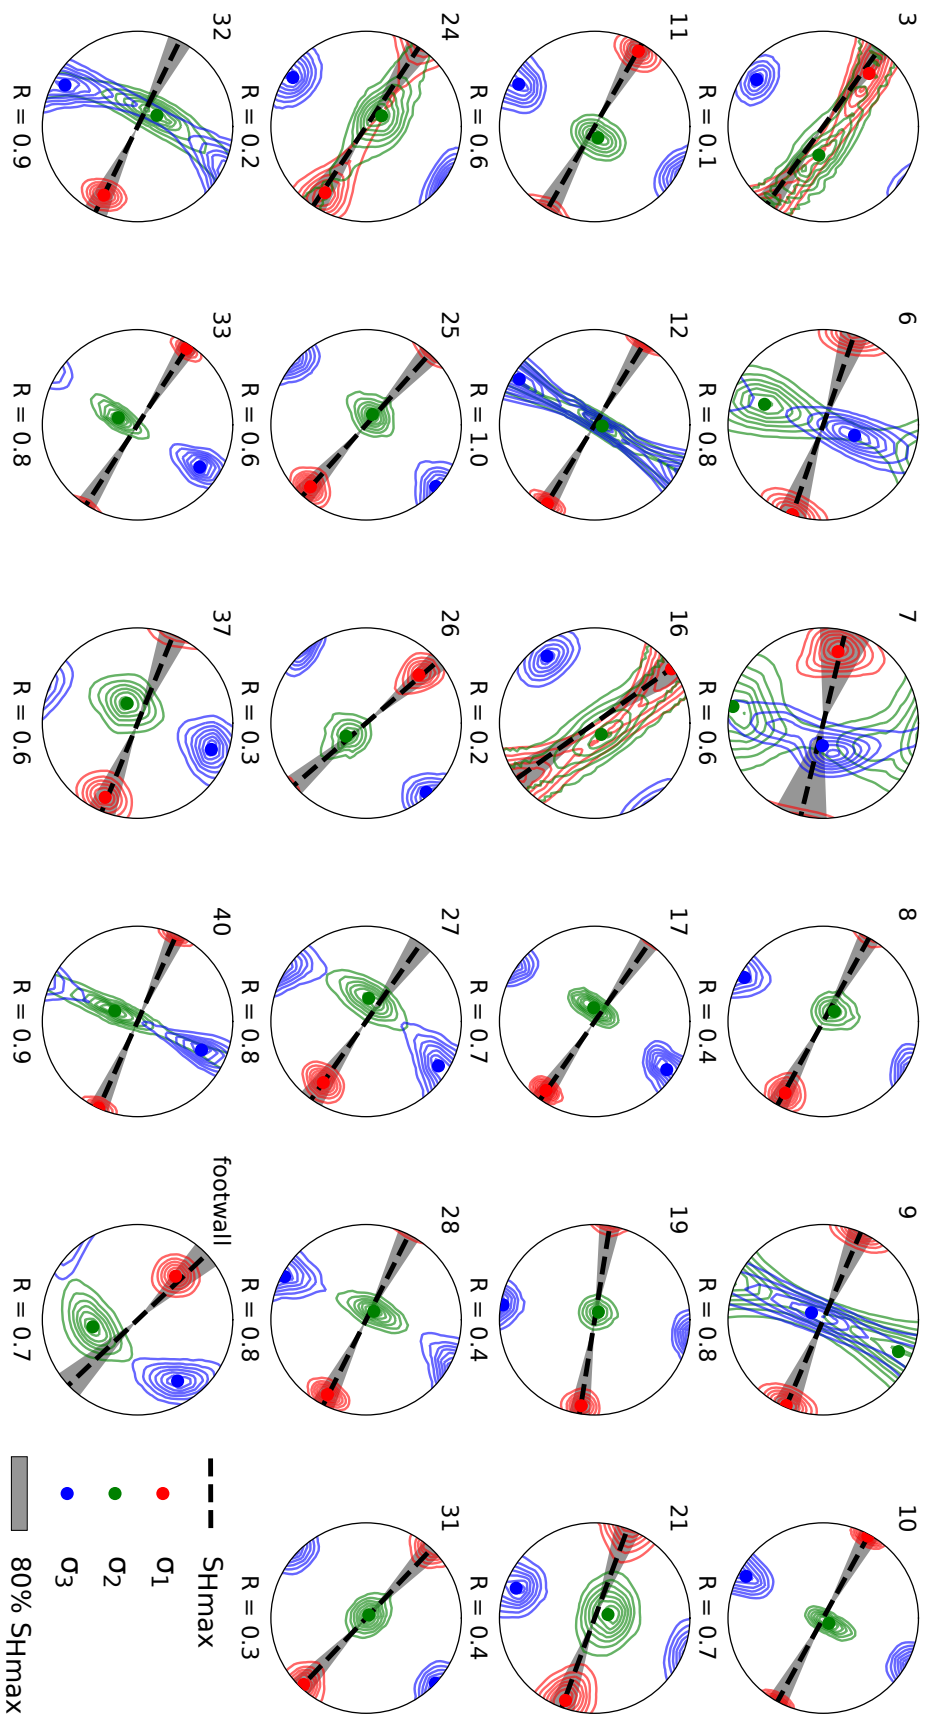 3 6 7 8 9 10
R = 0.1 R = 0.8 R = 0.6 R = 0.4 R = 0.8 R = 0.7
11 12 16 17 19 21
R = 0.6 R = 1.0 R = 0.2 R = 0.7 R = 0.4 R = 0.4
24 25 26 27 28 31
R = 0.2 R = 0.6 R = 0.3 R = 0.8 R = 0.8 R = 0.3
32 33 37 40 footwall
R = 0.9 R = 0.8 R = 0.6 R = 0.9 R = 0.7
SHmax
σ1
σ2
σ3
80% SHmax